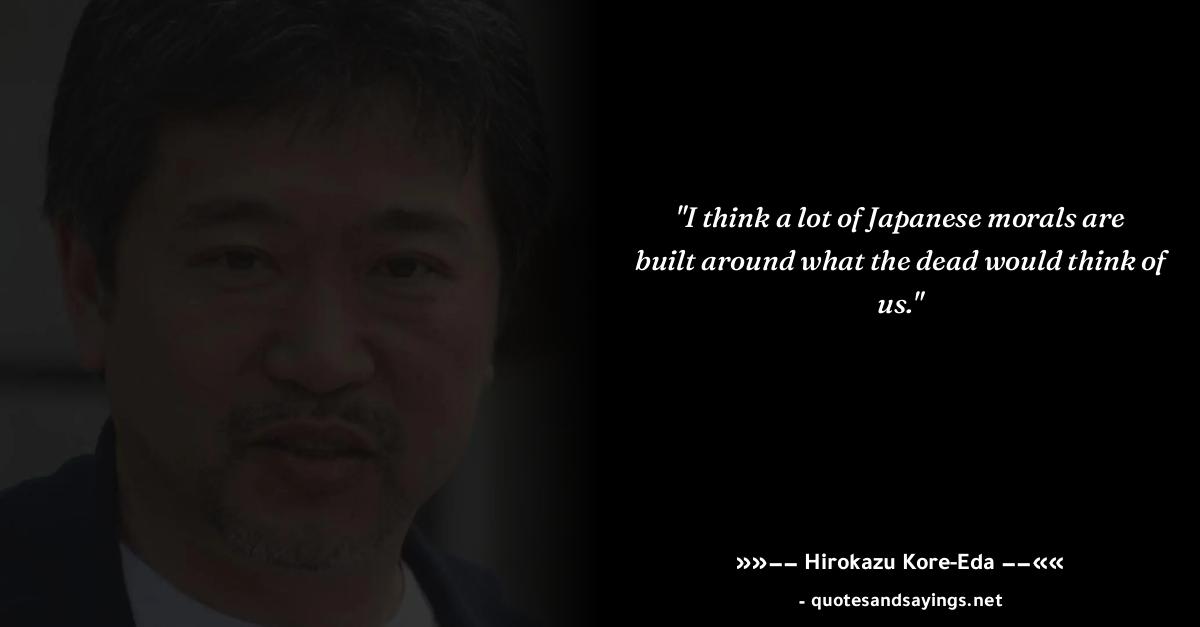 "I think a lot of Japanese morals are
built around what the dead would think of
us."
»»−− Hirokazu Kore-Eda −−««
- quotesandsayings.net